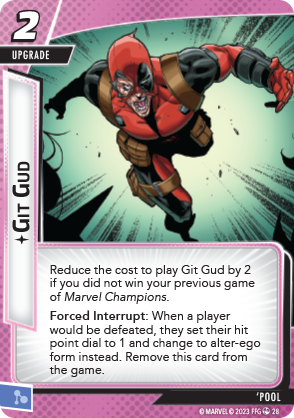 2
UPGRADE
Git Gud
Reduce the cost to play Git Gud by 2
if you did not win your previous game
of Marvel Champions.
Forced Interrupt: When a player
would be defeated, they set their hit
point dial to 1 and change to alter-ego
form instead. Remove this card from
the game.
'POOL
© MARVEL © 2023 FFG 28